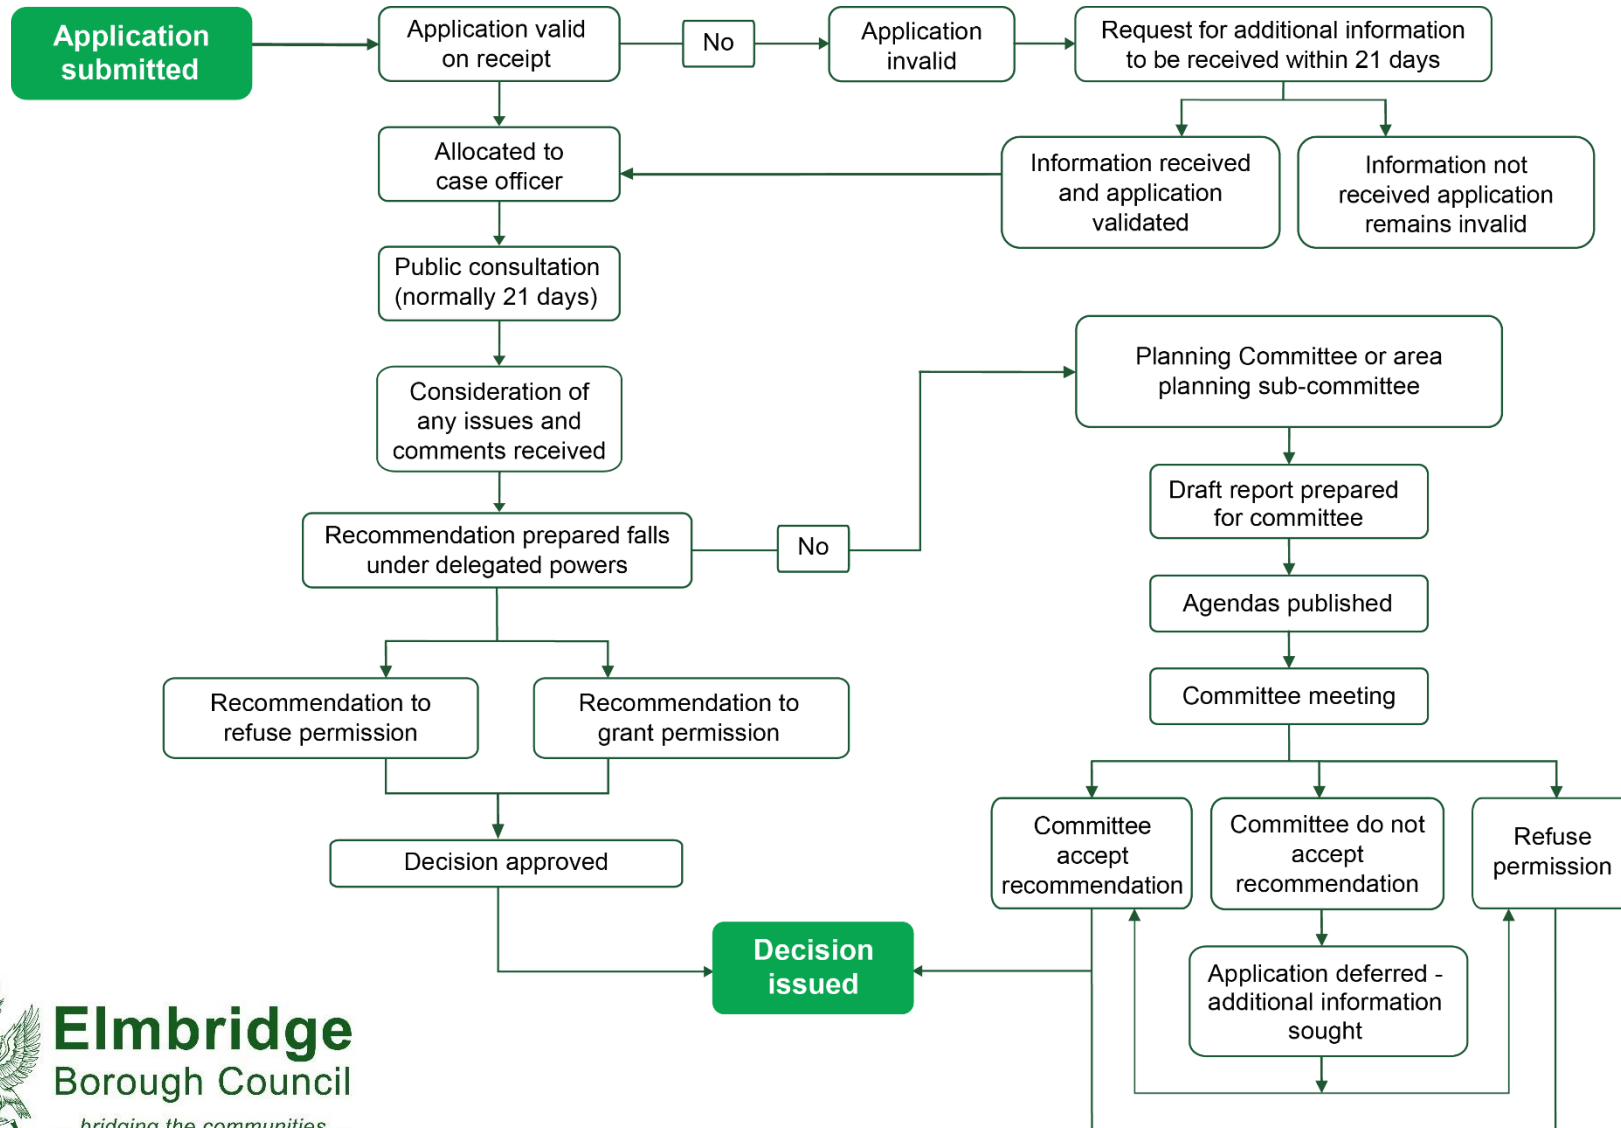 Application
submitted
Application valid
on receipt
No
Application
invalid
Request for additional information
to be received within 21 days
Allocated to
case officer
Information received
and application
validated
Information not
received application
remains invalid
Public consultation
(normally 21 days)
Consideration of
any issues and
comments received
Planning Committee or area
planning sub-committee
Draft report prepared
for committee
Recommendation prepared falls
under delegated powers
No
Agendas published
Committee meeting
Recommendation to
refuse permission
Recommendation to
grant permission
Decision approved
Committee
accept
recommendation
Committee do not
accept
recommendation
Refuse
permission
Decision
issued
Application deferred -
additional information
sought
Elmbridge
Borough Council
bridging the communities